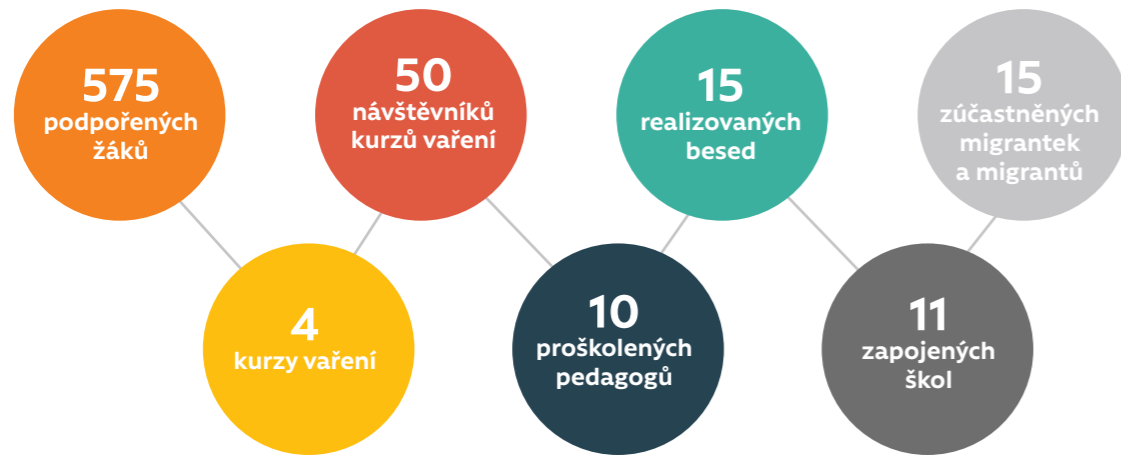 575
podpořených
žáků
50
návštěvníků
kurzů vaření
15
realizovaných
besed
15
zúčastněných
migrantek
a migrantů
4
kurzy vaření
10
proškolených
pedagogů
11
zapojených
škol